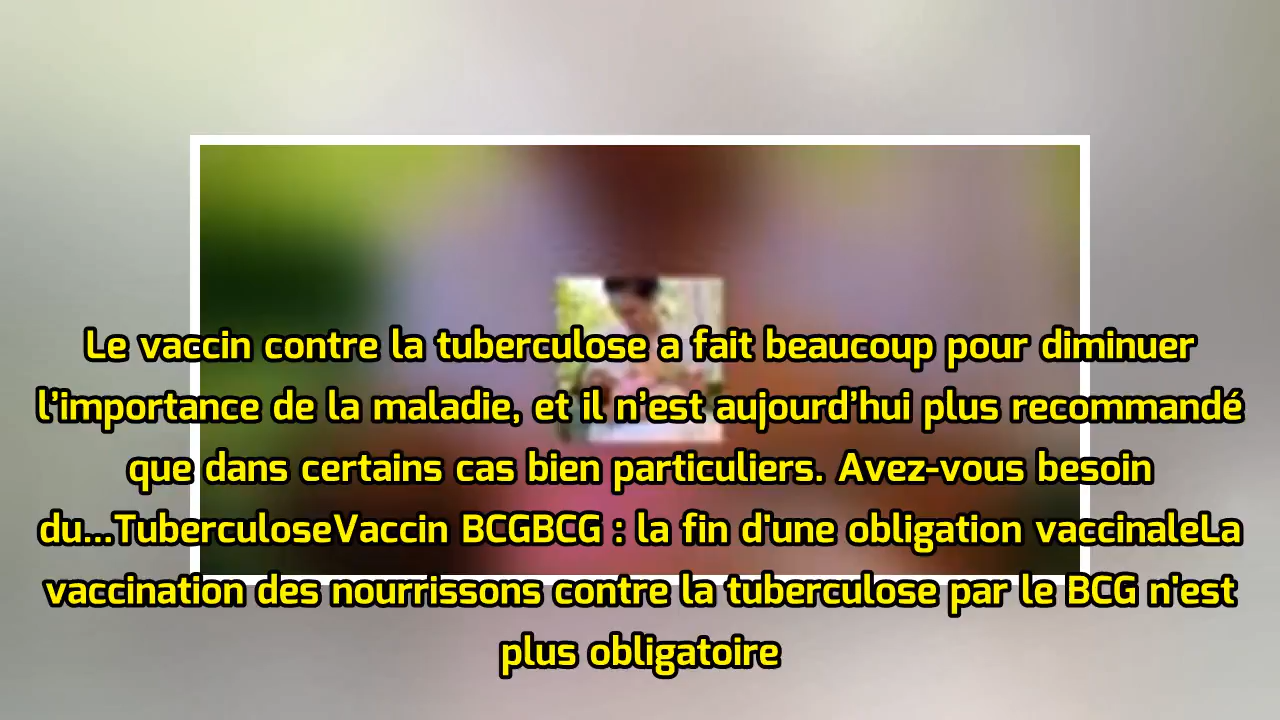 Le vaccin contre la tuberculose a fait beaucoup pour diminuer
l’importance de la maladie, et il n’est aujourd’hui plus recommandé
que dans certains cas bien particuliers. Avez-vous besoin
du...TuberculoseVaccin BCGBCG : la fin d'une obligation vaccinaleLa
vaccination des nourrissons contre la tuberculose par le BCG n'est
plus obligatoire